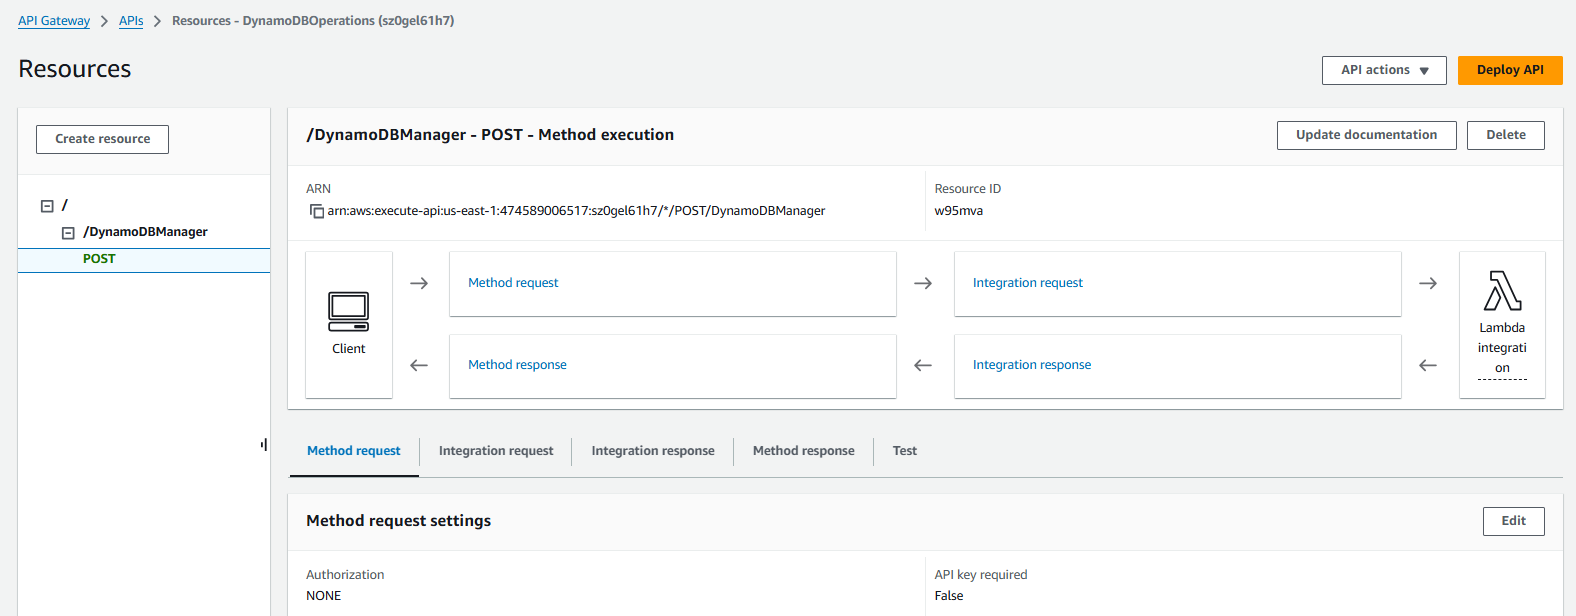 API Gateway > APIs > Resources - DynamoDBOperations (sz0gel61h7)
Resources
API actions
Deploy API
Create resource
/
/DynamoDBManager
POST
/DynamoDBManager - POST - Method execution
Update documentation
Delete
ARN
arn:aws:execute-api:us-east-1:474589006517:sz0gel61h7/*/POST/DynamoDBManager
Resource ID
w95mva
Client
Method request
Integration request
Method response
Integration response
Lambda
integrati
on
Method request
Integration request
Integration response
Method response
Test
Method request settings
Edit
Authorization
NONE
API key required
False